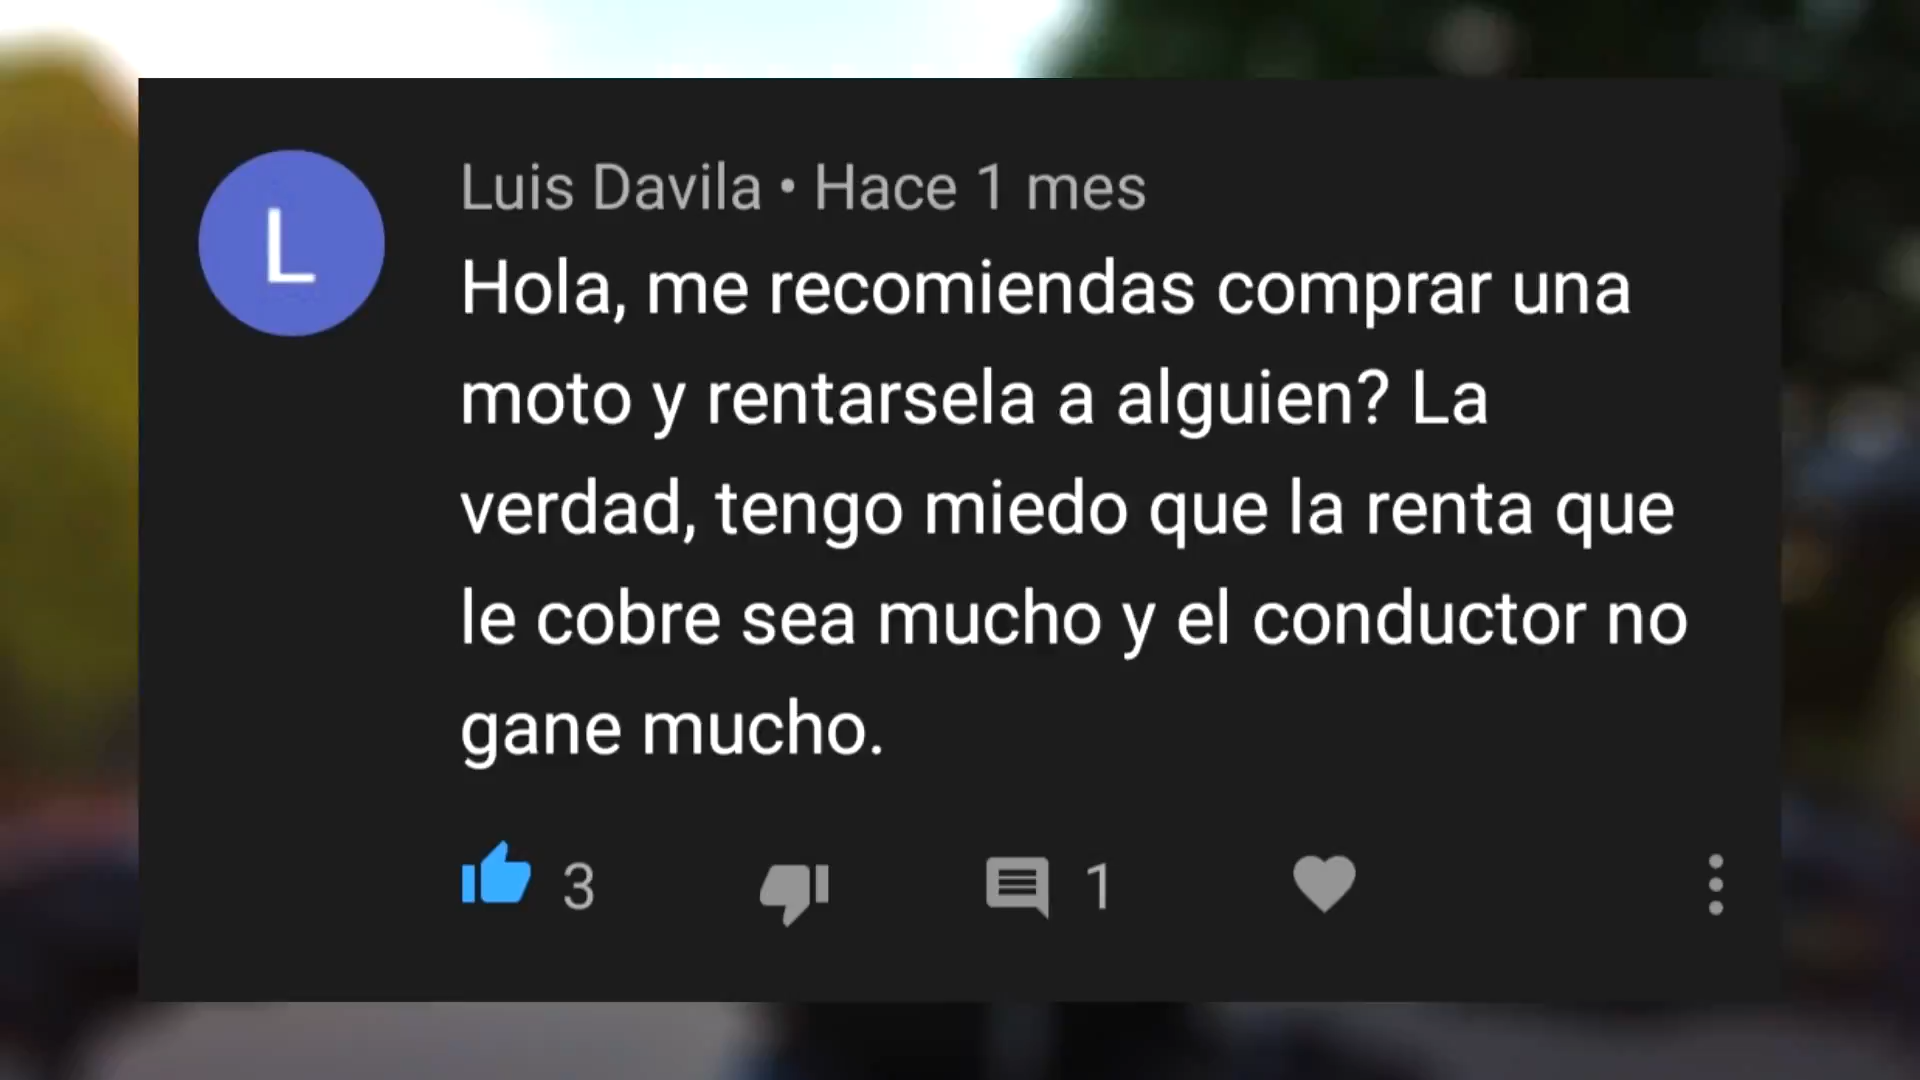 L
Luis Davila • Hace 1 mes
Hola, me recomiendas comprar una
moto y rentarsela a alguien? La
verdad, tengo miedo que la renta que
le cobre sea mucho y el conductor no
gane mucho.
3 1